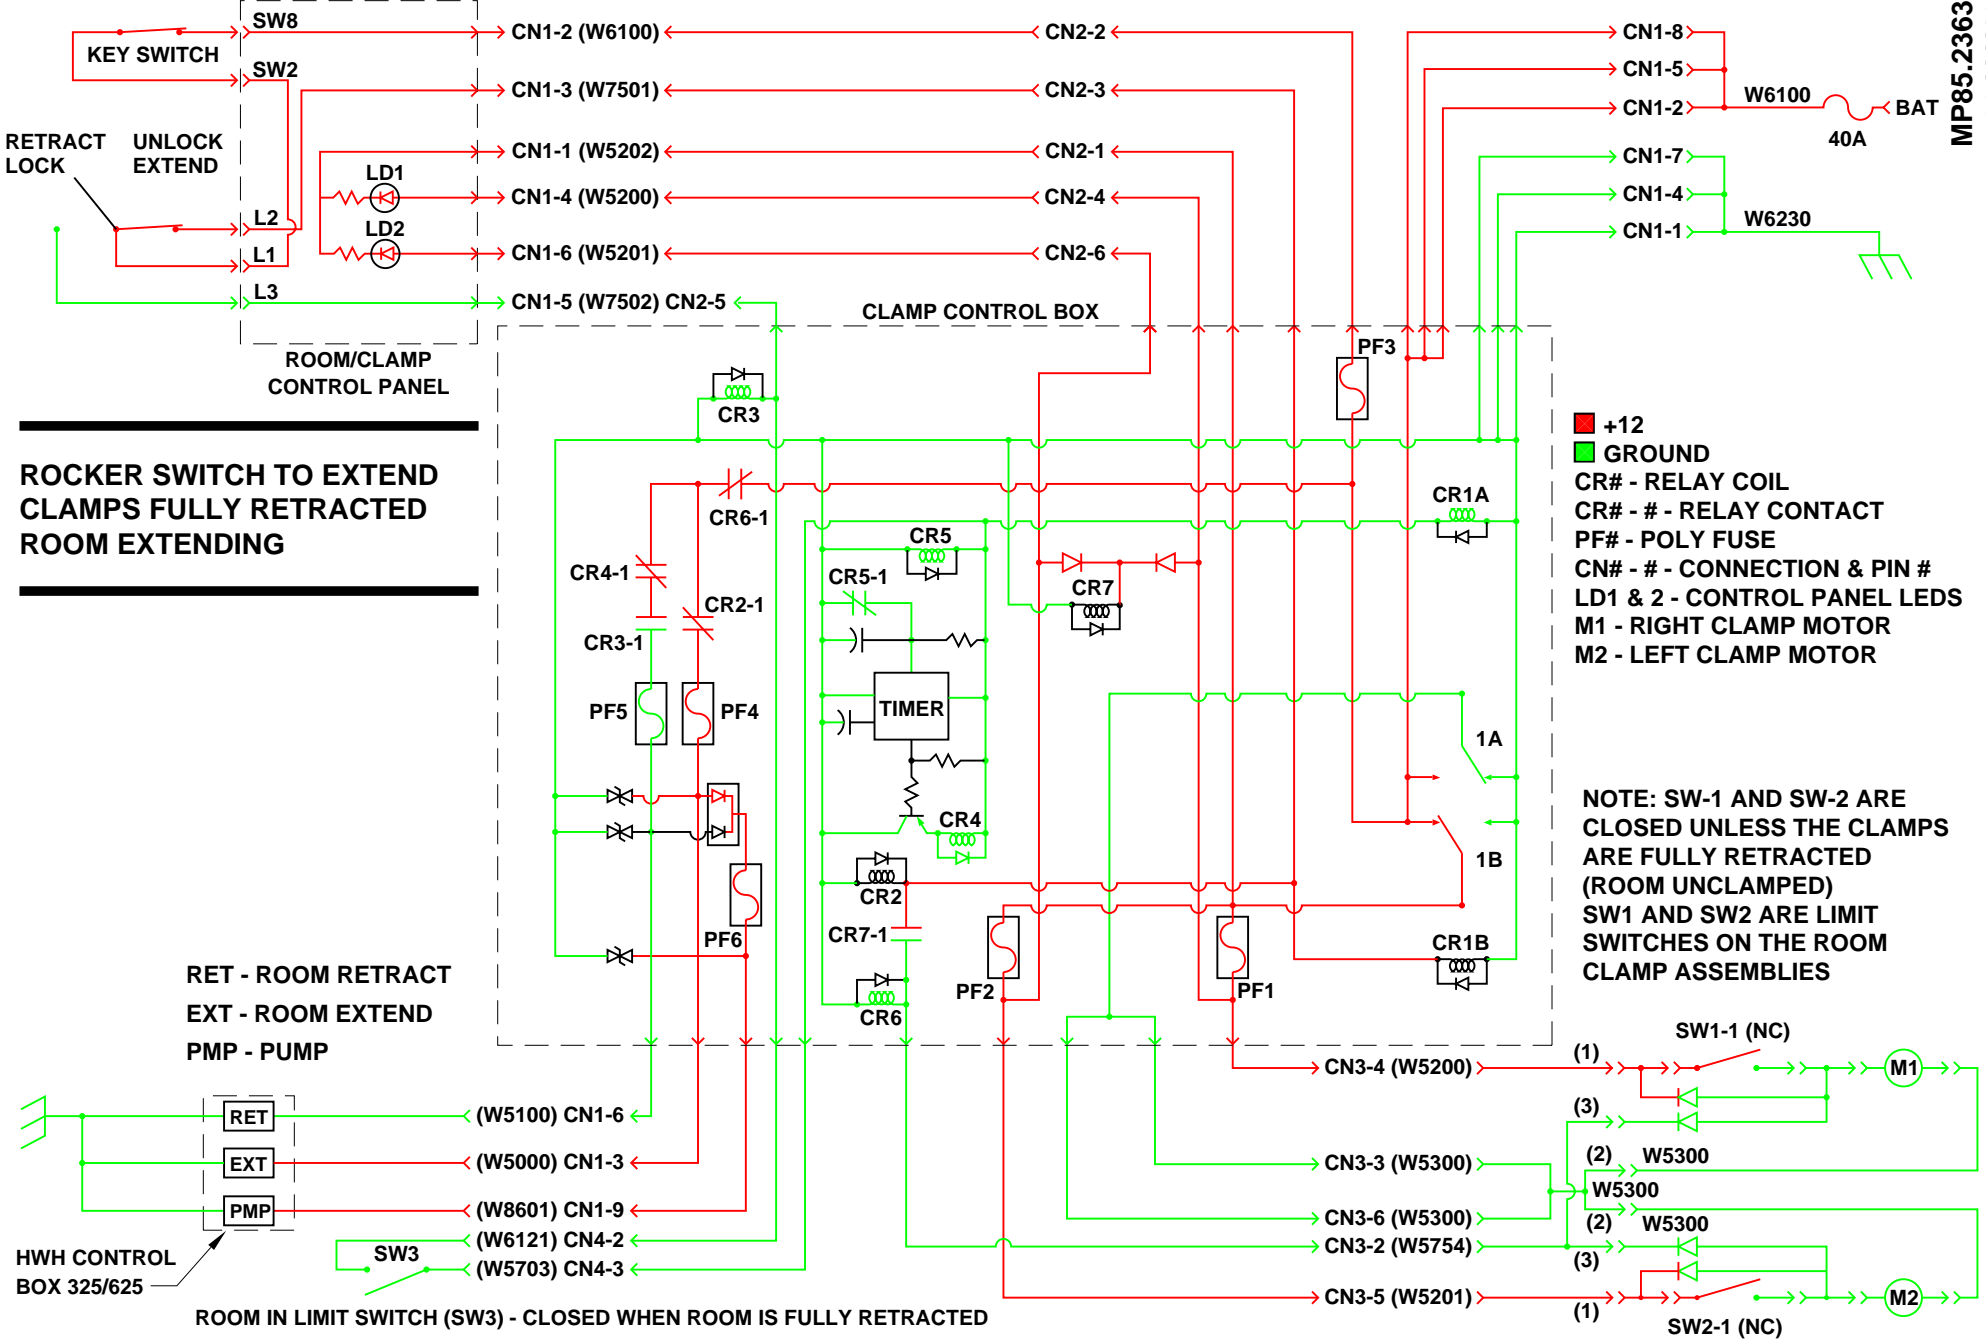 SW8
KEY SWITCH
SW2
RETRACT
LOCK
UNLOCK
EXTEND
L2
L1
L3
LD1
LD2
CN1-2 (W6100)
CN1-3 (W7501)
CN1-1 (W5202)
CN1-4 (W5200)
CN1-6 (W5201)
CN1-5 (W7502) CN2-5
CN2-2
CN2-3
CN2-1
CN2-4
CN2-6
CN1-8
CN1-5
CN1-2
CN1-7
CN1-4
CN1-1
W6100
BAT
40A
W6230
MP85.2363
ROOM/CLAMP
CONTROL PANEL
CLAMP CONTROL BOX
ROCKER SWITCH TO EXTEND
CLAMPS FULLY RETRACTED
ROOM EXTENDING
CR3
PF3
CR6-1
CR1A
CR5
CR4-1
CR5-1
CR7
CR2-1
CR3-1
PF5
PF4
TIMER
1A
CR4
1B
CR2
PF6
CR7-1
CR1B
PF2
PF1
CR6
+12
GROUND
CR# - RELAY COIL
CR# - # - RELAY CONTACT
PF# - POLY FUSE
CN# - # - CONNECTION & PIN #
LD1 & 2 - CONTROL PANEL LEDS
M1 - RIGHT CLAMP MOTOR
M2 - LEFT CLAMP MOTOR
NOTE: SW-1 AND SW-2 ARE
CLOSED UNLESS THE CLAMPS
ARE FULLY RETRACTED
(ROOM UNCLAMPED)
SW1 AND SW2 ARE LIMIT
SWITCHES ON THE ROOM
CLAMP ASSEMBLIES
RET - ROOM RETRACT
EXT - ROOM EXTEND
PMP - PUMP
RET
EXT
PMP
(W5100) CN1-6
(W5000) CN1-3
(W8601) CN1-9
(W6121) CN4-2
(W5703) CN4-3
SW3
HWH CONTROL
BOX 325/625
ROOM IN LIMIT SWITCH (SW3) - CLOSED WHEN ROOM IS FULLY RETRACTED
CN3-4 (W5200)
CN3-3 (W5300)
CN3-6 (W5300)
CN3-2 (W5754)
CN3-5 (W5201)
SW1-1 (NC)
(1)
M1
(3)
(2)
W5300
W5300
(2)
W5300
(3)
(1)
M2
SW2-1 (NC)